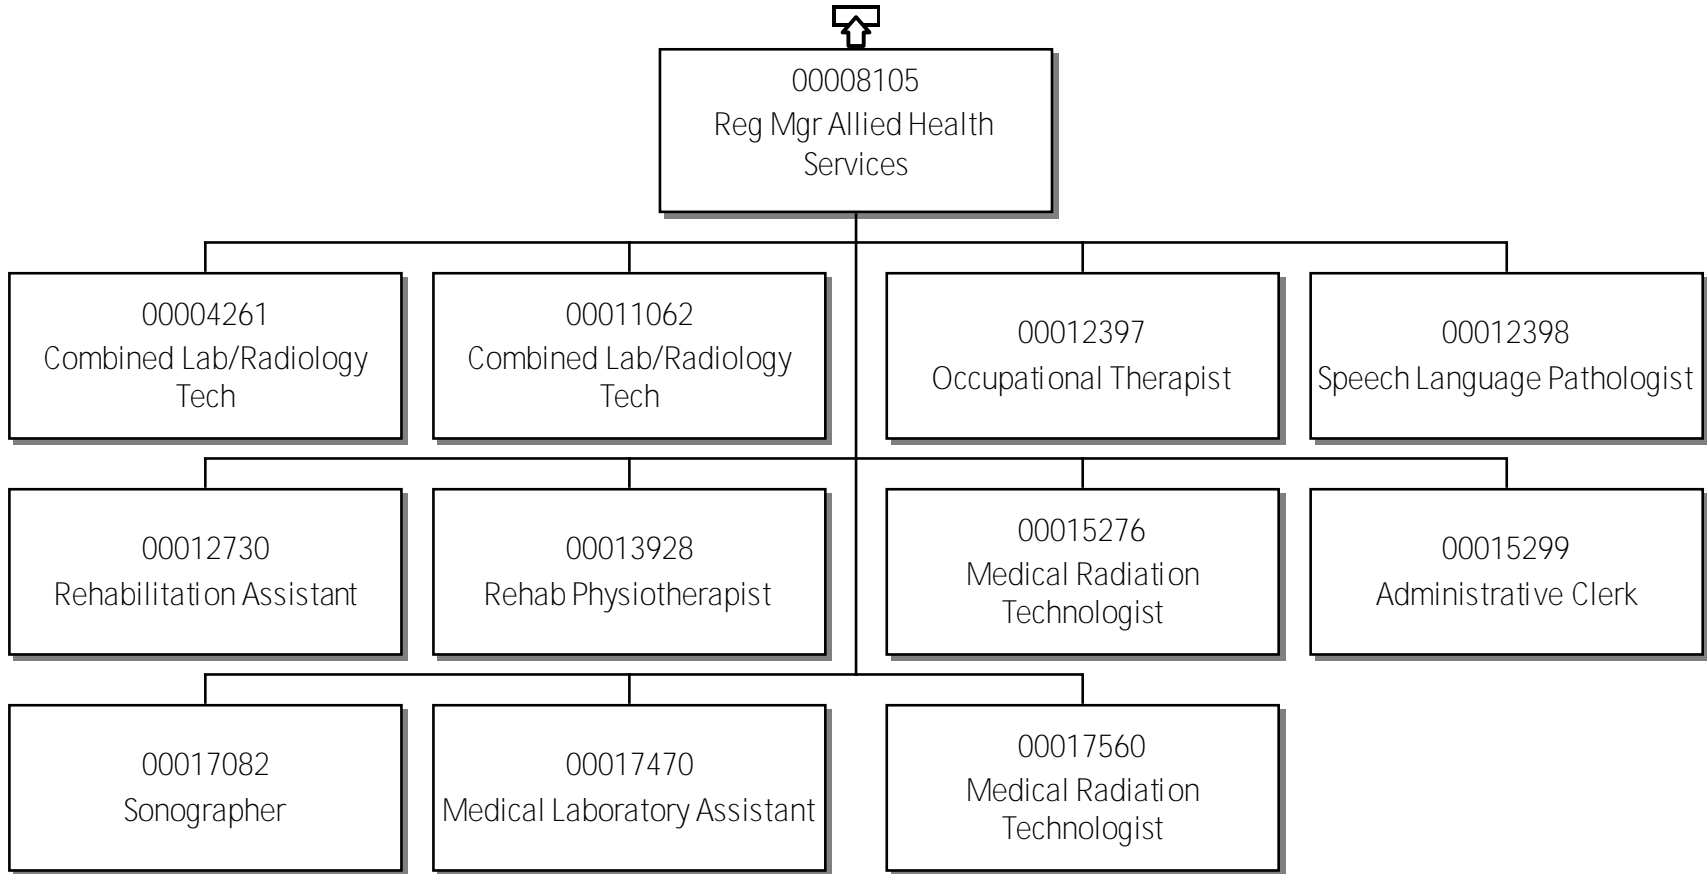 00008105
Reg Mgr Allied Health
Services
00004261
Combined Lab/Radiology
Tech
00011062
Combined Lab/Radiology
Tech
00012397
Occupational Therapist
00012398
Speech Language Pathologist
00012730
Rehabilitation Assistant
00013928
Rehab Physiotherapist
00015276
Medical Radiation
Technologist
00015299
Administrative Clerk
00017082
Sonographer
00017470
Medical Laboratory Assistant
00017560
Medical Radiation
Technologist